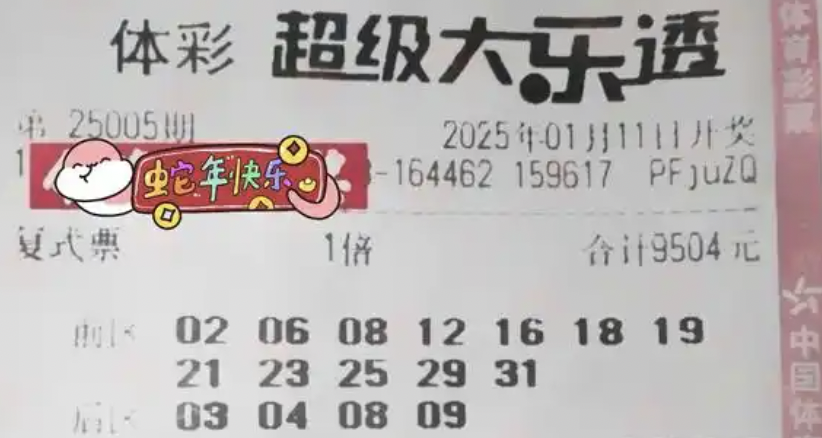 体彩 超级大乐透
第 25005期 2025年01月11日开奖
蛇年快乐
-164462 159617 PFjuZQ
复式票 1倍 合计9504元
前区 02 06 08 12 16 18 19
21 23 25 29 31
后区 03 04 08 09
体育彩票
中国体